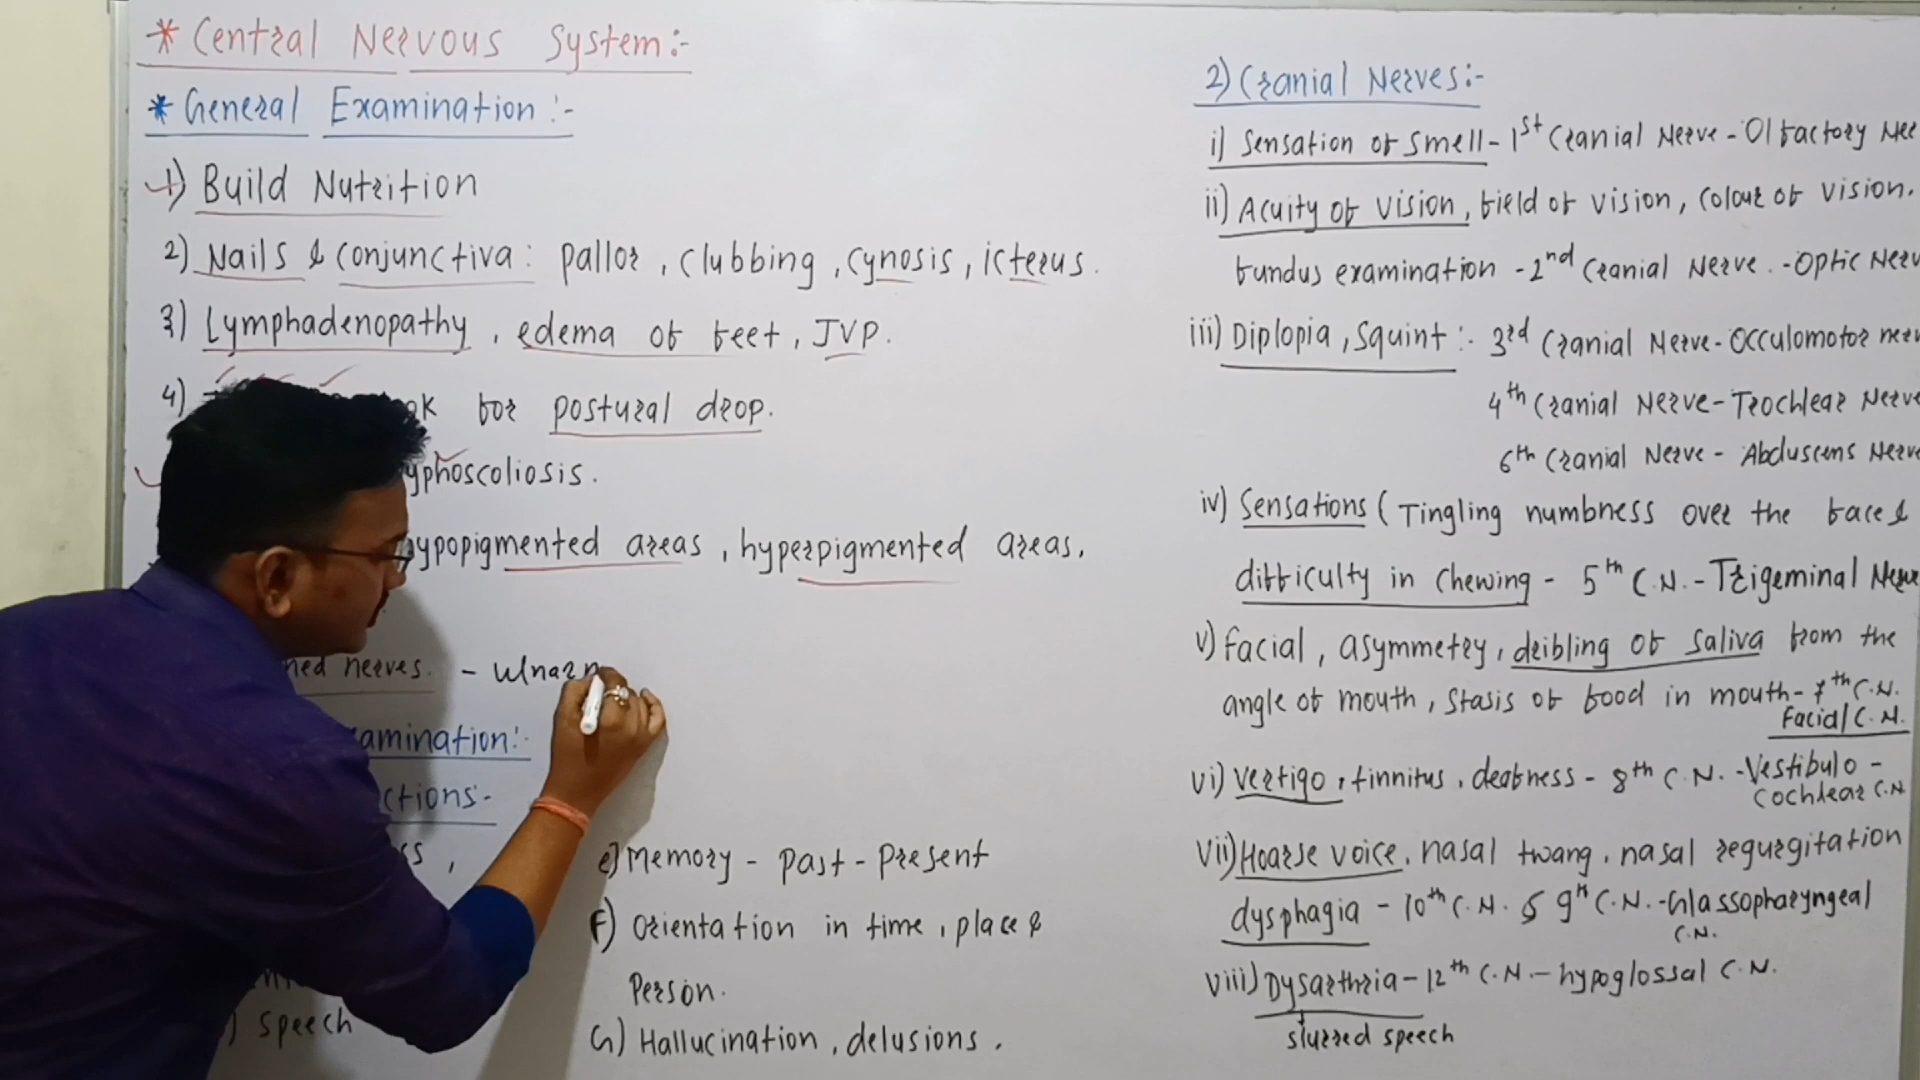 * Central Nervous System:-
* General Examination:-
1) Build Nutrition
2) Nails & conjunctiva: pallor, clubbing, cynosis, icterus.
3) Lymphadenopathy, edema of feet, JVP.
4) for postural drop.
yphoscoliosis.
hypopigmented areas, hyperpigmented areas.
ned nerves. - Ulnar n
amination:-
ctions-
ss,
) speech
e) Memory - past - present
F) Orientation in time, place &
Person.
G) Hallucination, delusions.
2) Cranial Nerves:-
i) Sensation of smell - 1st Cranial Nerve - Olfactory Ner
ii) Acuity of vision, field of vision, colour of vision.
fundus examination - 2nd Cranial Nerve. - Optic Nerv
iii) Diplopia, Squint:- 3rd Cranial Nerve - Occulomotor nerv
4th Cranial Nerve - Trochlear Nerve
6th Cranial Nerve - Abduscens Nerve
iv) Sensations (Tingling numbness over the face &
difficulty in chewing - 5th C.N. - Trigeminal Nerve
v) facial, asymmetry, dribling of saliva from the
angle of mouth, stasis of food in mouth - 7th C.N.
facial C.N.
vi) Vertigo, tinnitus, deafness - 8th C.N. - Vestibulo -
cochlear C.N
vii) Hoarse voice, nasal twang, nasal regurgitation
dysphagia - 10th C.N. & 9th C.N. - Glassopharyngeal
C.N.
viii) Dysarthria - 12th C.N. - hypoglossal C.N.
slurred speech